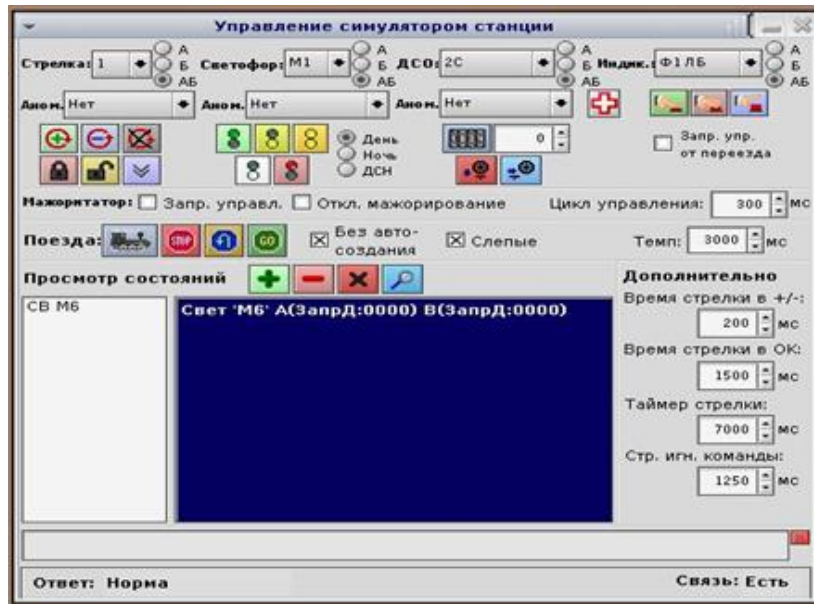 Управление симулятором станции
Стрелка: 1 А Б АБ Светофор: М1 А Б АБ ДСО: 2С А Б АБ Индик.: Ф1ЛБ А Б АБ
Аном. Нет Аном. Нет Аном. Нет
День
Ночь
ДСН
0
Запр. упр. от переезда
Мажоритатор: Запр. управл. Откл. мажорирование Цикл управления: 300 мс
Поезда: STOP GO Без авто-создания Слепые Темп: 3000 мс
Просмотр состояний Дополнительно
СВ М6
Свет 'М6' А(ЗапрД:0000) В(ЗапрД:0000)
Время стрелки в +/-:
200 мс
Время стрелки в ОК:
1500 мс
Таймер стрелки:
7000 мс
Стр. игн. команды:
1250 мс
Ответ: Норма Связь: Есть